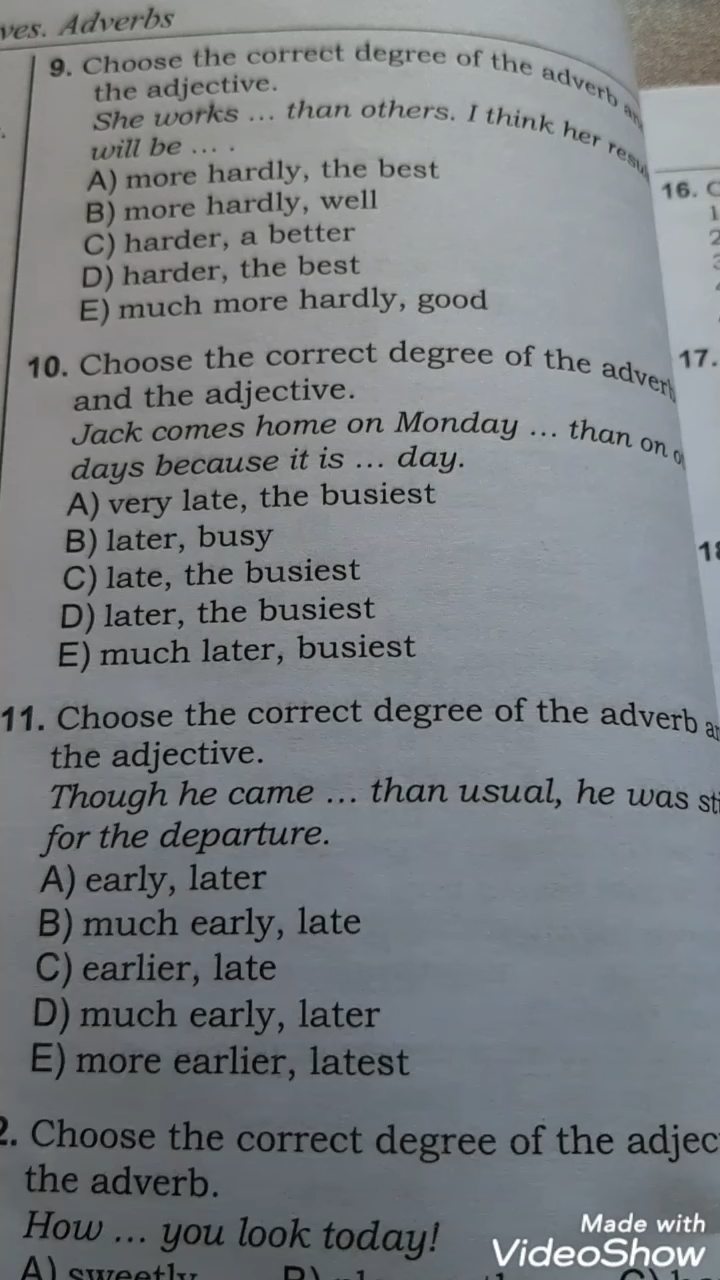 ves. Adverbs
9. Choose the correct degree of the adverb
the adjective.
She works ... than others. I think her
will be ... .
A) more hardly, the best
B) more hardly, well
C) harder, a better
D) harder, the best
E) much more hardly, good
10. Choose the correct degree of the adverb
and the adjective.
Jack comes home on Monday ... than on
days because it is ... day.
A) very late, the busiest
B) later, busy
C) late, the busiest
D) later, the busiest
E) much later, busiest
11. Choose the correct degree of the adverb
the adjective.
Though he came ... than usual, he was
for the departure.
A) early, later
B) much early, late
C) earlier, late
D) much early, later
E) more earlier, latest
2. Choose the correct degree of the
the adverb.
How ... you look today!
A) sweetly
16. C
1
2
17.
18
Made with
VideoShow